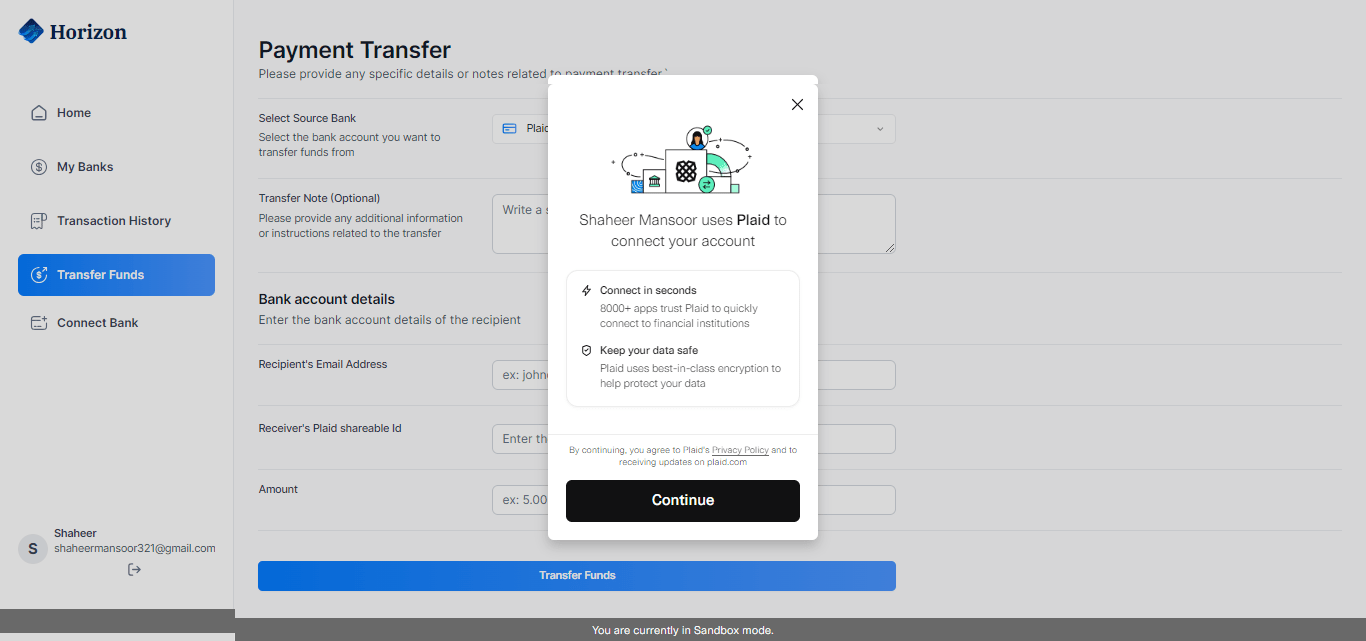 Horizon
Home
My Banks
Transaction History
Transfer Funds
Connect Bank
S
Shaheer
shaheermansoor321@gmail.com
Payment Transfer
Please provide any specific details or notes related to payment transfer`
Select Source Bank
Select the bank account you want to
transfer funds from
Plaid
Transfer Note (Optional)
Please provide any additional information
or instructions related to the transfer
Write a s
Bank account details
Enter the bank account details of the recipient
Recipient's Email Address
ex: john
Receiver's Plaid shareable Id
Enter th
Amount
ex: 5.00
Transfer Funds
Shaheer Mansoor uses Plaid to
connect your account
Connect in seconds
8000+ apps trust Plaid to quickly
connect to financial institutions
Keep your data safe
Plaid uses best-in-class encryption to
help protect your data
By continuing, you agree to Plaid's Privacy Policy and to
receiving updates on plaid.com
Continue
You are currently in Sandbox mode.